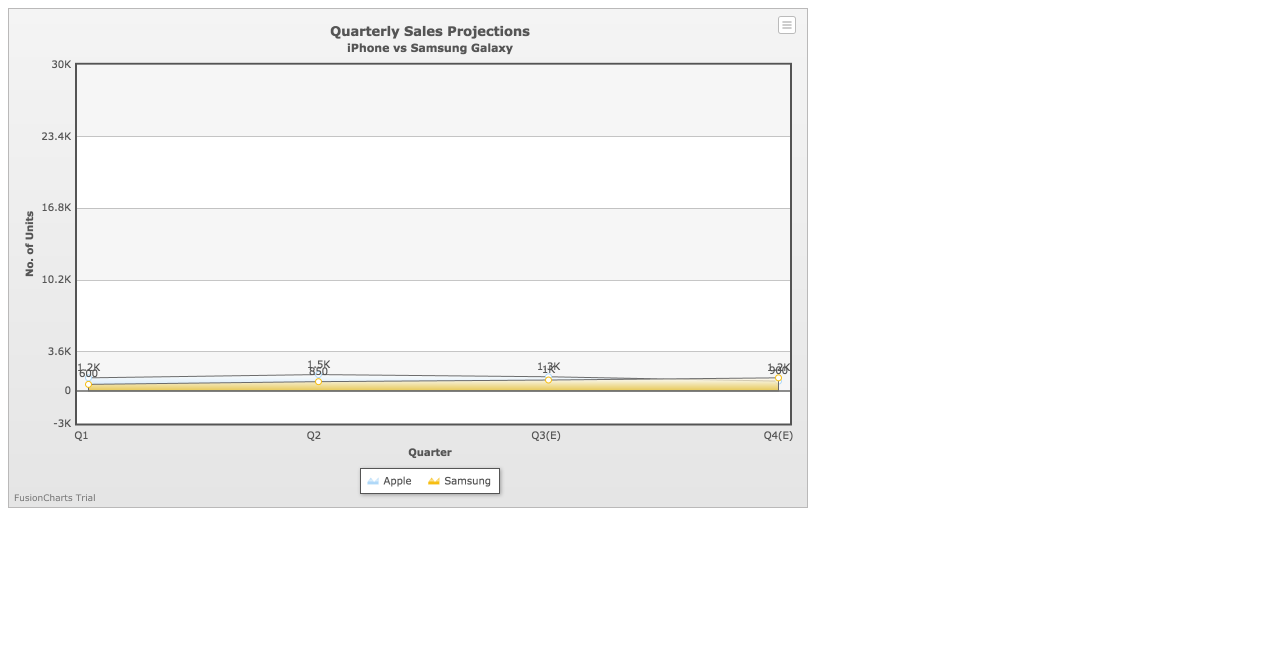 Quarterly Sales Projections
iPhone vs Samsung Galaxy
30K
23.4K
16.8K
10.2K
3.6K
0
-3K
No. of Units
1.2K
600
1.5K
850
1.3K
1K
1.2K
900
Q1
Q2
Q3(E)
Q4(E)
Quarter
Apple
Samsung
FusionCharts Trial